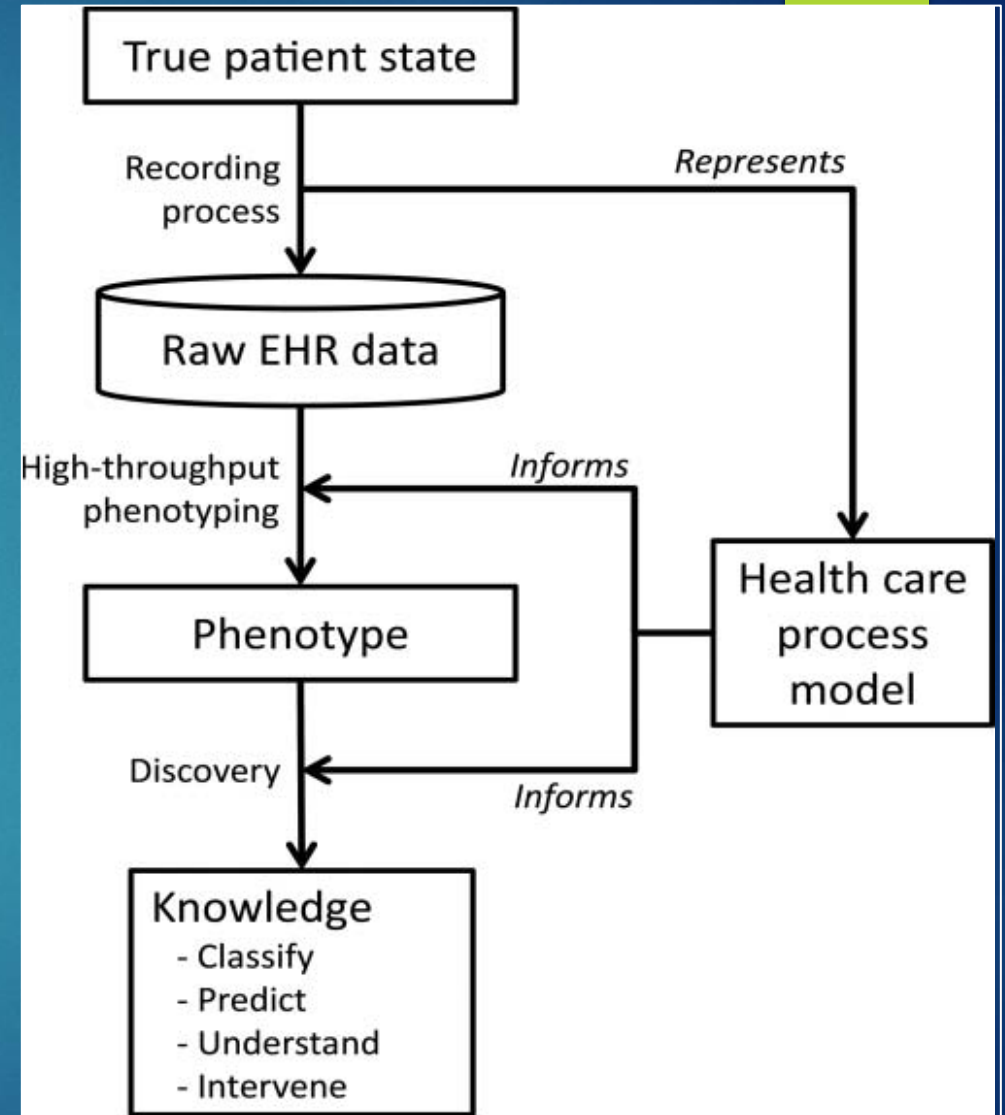 True patient state
Recording
process
Represents
Raw EHR data
High-throughput
phenotyping
Informs
Health care
process
model
Phenotype
Discovery
Informs
Knowledge
- Classify
- Predict
- Understand
- Intervene